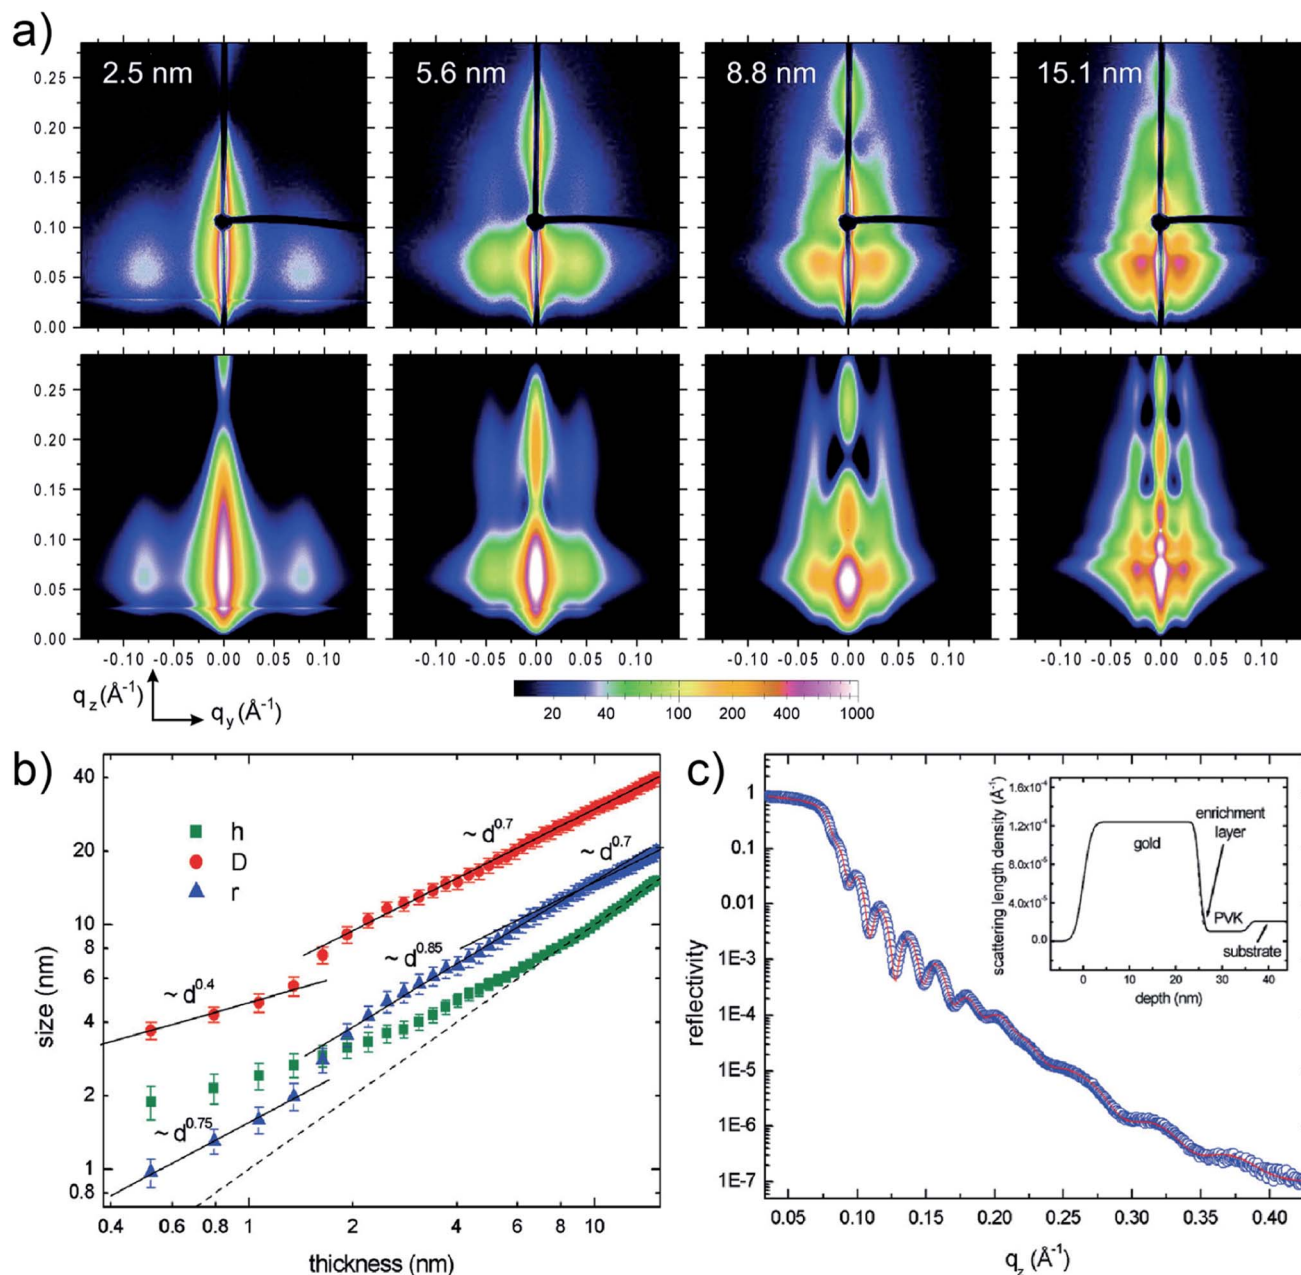 a)
2.5 nm 5.6 nm 8.8 nm 15.1 nm
0.25
0.20
0.15
0.10
0.05
0.00
0.25
0.20
0.15
0.10
0.05
0.00
-0.10 -0.05 0.00 0.05 0.10 -0.10 -0.05 0.00 0.05 0.10 -0.10 -0.05 0.00 0.05 0.10 -0.10 -0.05 0.00 0.05 0.10
q_z (Å⁻¹)
q_y (Å⁻¹)
20 40 100 200 400 1000
b)
size (nm)
40
20
10
8
6
4
2
1
0.8
h
D
r
~ d^0.7
~ d^0.7
~ d^0.85
~ d^0.4
~ d^0.75
0.4 0.6 0.8 1 2 4 6 8 10
thickness (nm)
c)
reflectivity
1
0.1
0.01
1E-3
1E-4
1E-5
1E-6
1E-7
0.05 0.10 0.15 0.20 0.25 0.30 0.35 0.40
q_z (Å⁻¹)
scattering length density (Å⁻¹)
1.6x10⁻⁴
1.2x10⁻⁴
8.0x10⁻⁵
4.0x10⁻⁵
0.0
enrichment
layer
gold
PVK
substrate
0 10 20 30 40
depth (nm)